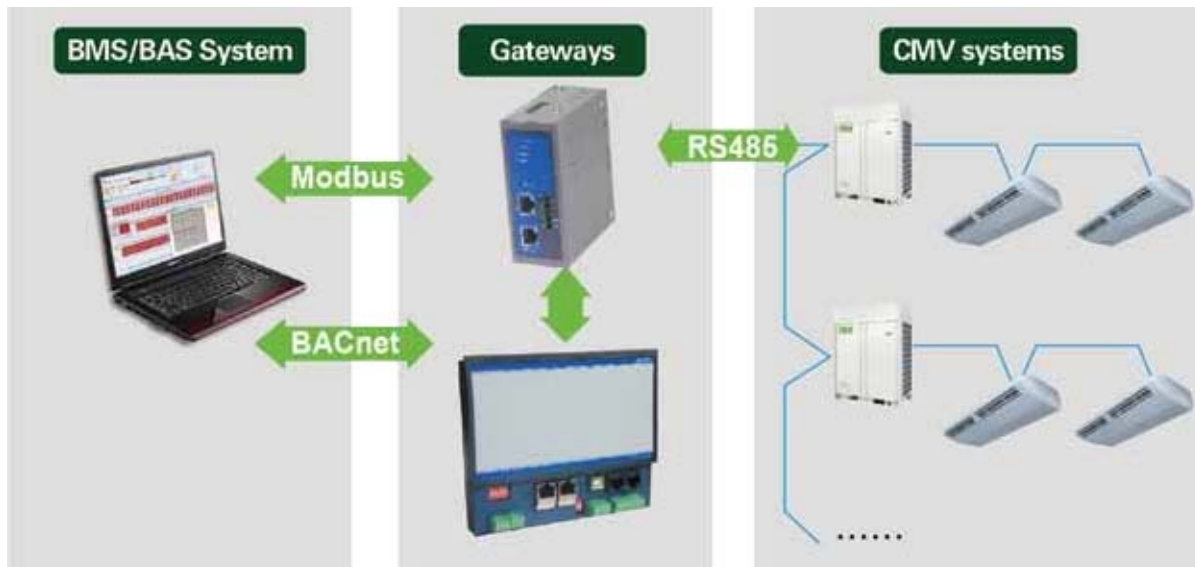 BMS/BAS System
Gateways
CMV systems
Modbus
RS485
BACnet
......